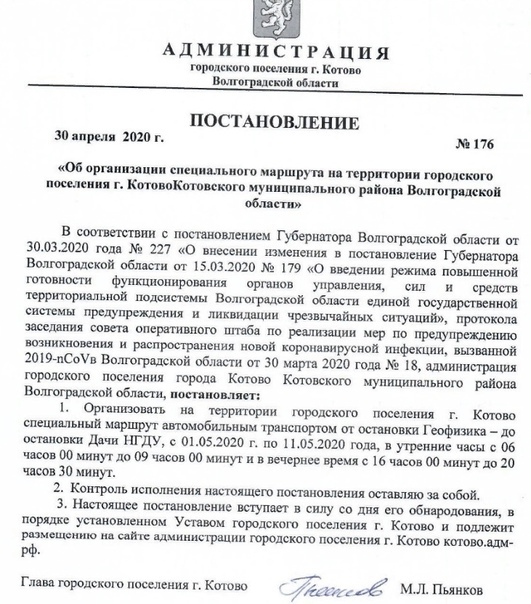 АДМИНИСТРАЦИЯ
городского поселения г. Котово
Волгоградской области
ПОСТАНОВЛЕНИЕ
30 апреля 2020 г. № 176
«Об организации специального маршрута на территории городского
поселения г. КотовоКотовского муниципального района Волгоградской
области»
В соответствии с постановлением Губернатора Волгоградской области от
30.03.2020 года № 227 «О внесении изменения в постановление Губернатора
Волгоградской области от 15.03.2020 № 179 «О введении режима повышенной
готовности функционирования органов управления, сил и средств
территориальной подсистемы Волгоградской области единой государственной
системы предупреждения и ликвидации чрезвычайных ситуаций», протокола
заседания совета оперативного штаба по реализации мер по предупреждению
возникновения и распространения новой коронавирусной инфекции, вызванной
2019-nCoVв Волгоградской области от 30 марта 2020 года № 18, администрация
городского поселения города Котово Котовского муниципального района
Волгоградской области, постановляет:
1. Организовать на территории городского поселения г. Котово
специальный маршрут автомобильным транспортом от остановки Геофизика – до
остановки Дачи НГДУ, с 01.05.2020 г. по 11.05.2020 года, в утренние часы с 06
часов 00 минут до 09 часов 00 минут и в вечернее время с 16 часов 00 минут до 20
часов 30 минут.
2. Контроль исполнения настоящего постановления оставляю за собой.
3. Настоящее постановление вступает в силу со дня его обнародования, в
порядке установленном Уставом городского поселения г. Котово и подлежит
размещению на сайте администрации городского поселения г. Котово котово.адм-
рф.
Глава городского поселения г. Котово М.Л. Пьянков